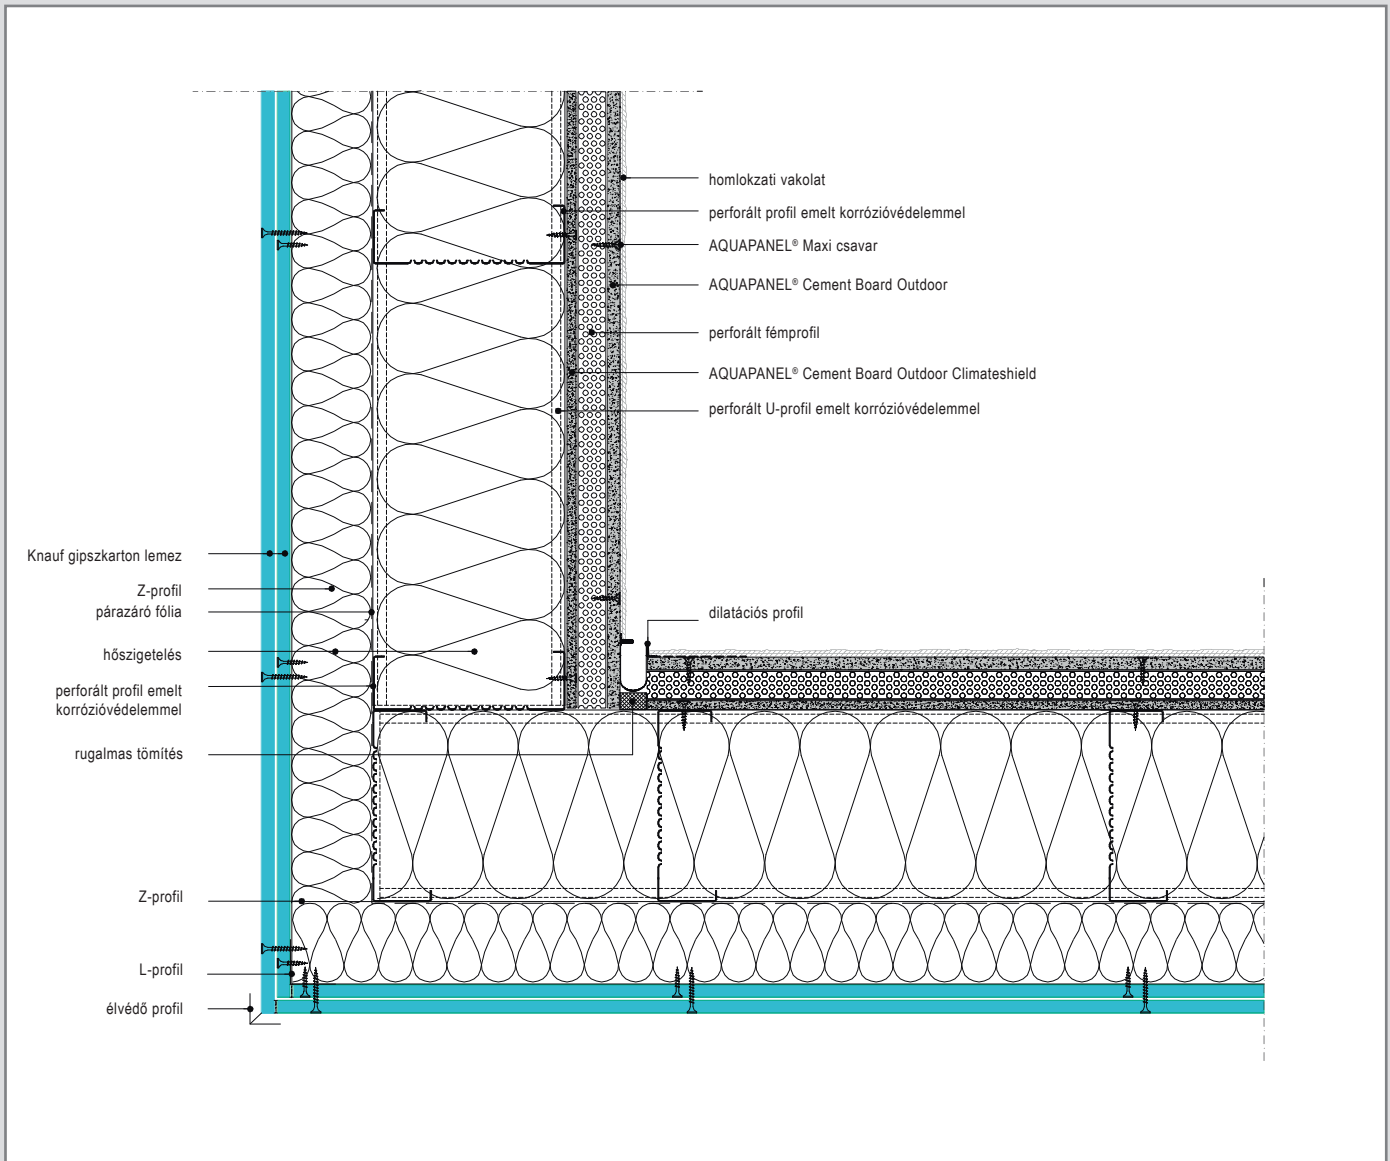 homlokzati vakolat
perforált profil emelt korrózióvédelemmel
AQUAPANEL® Maxi csavar
AQUAPANEL® Cement Board Outdoor
perforált fémprofil
AQUAPANEL® Cement Board Outdoor Climateshield
perforált U-profil emelt korrózióvédelemmel
Knauf gipszkarton lemez
Z-profil
párazáró fólia
dilatációs profil
hőszigetelés
perforált profil emelt
korrózióvédelemmel
rugalmas tömítés
Z-profil
L-profil
élvédő profil